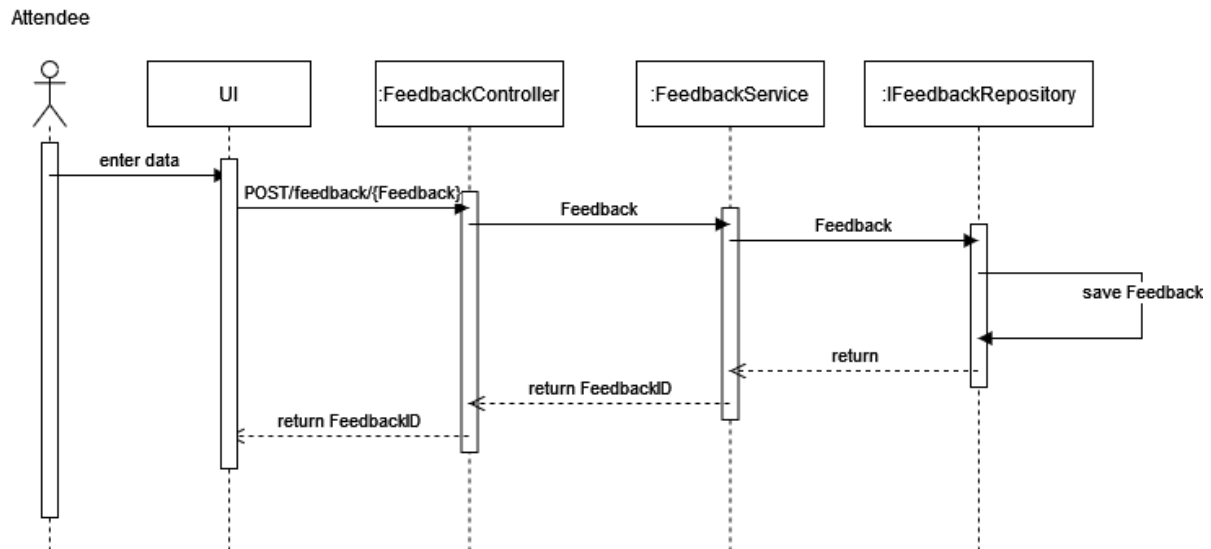 Attendee
UI
:FeedbackController
:FeedbackService
:IFeedbackRepository
enter data
POST/feedback/{Feedback}
Feedback
Feedback
save Feedback
return
return FeedbackID
return FeedbackID